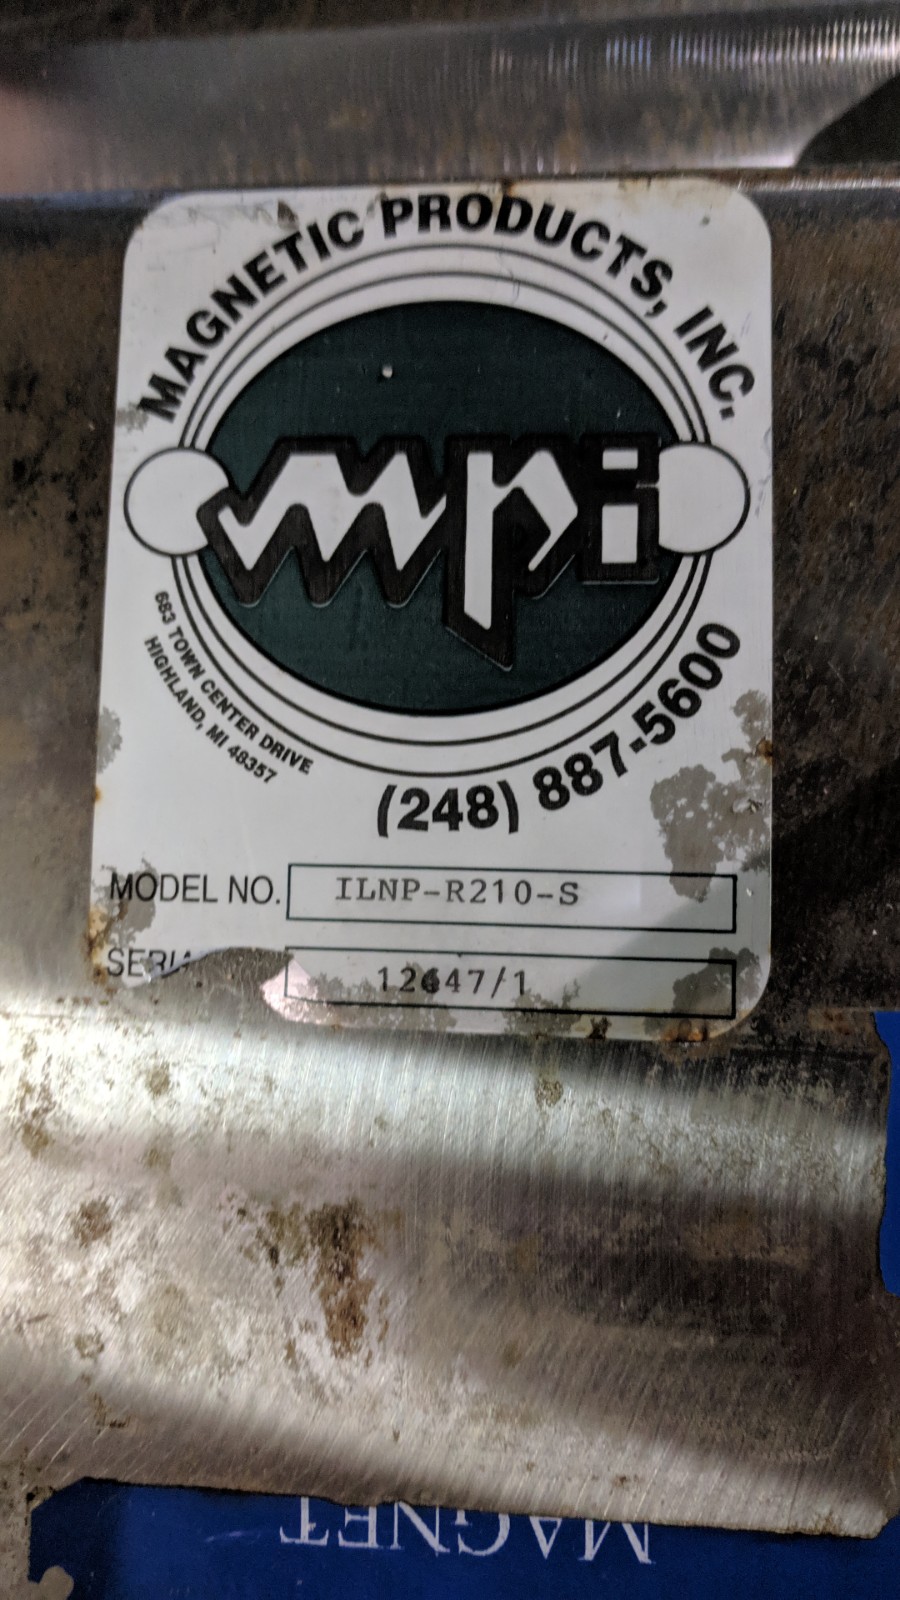 MAGNETIC PRODUCTS, INC.
mpi
683 TOWN CENTER DRIVE
HIGHLAND, MI 48357
(248) 887-5600
MODEL NO. ILNP-R210-S
12647/1
MAGNET